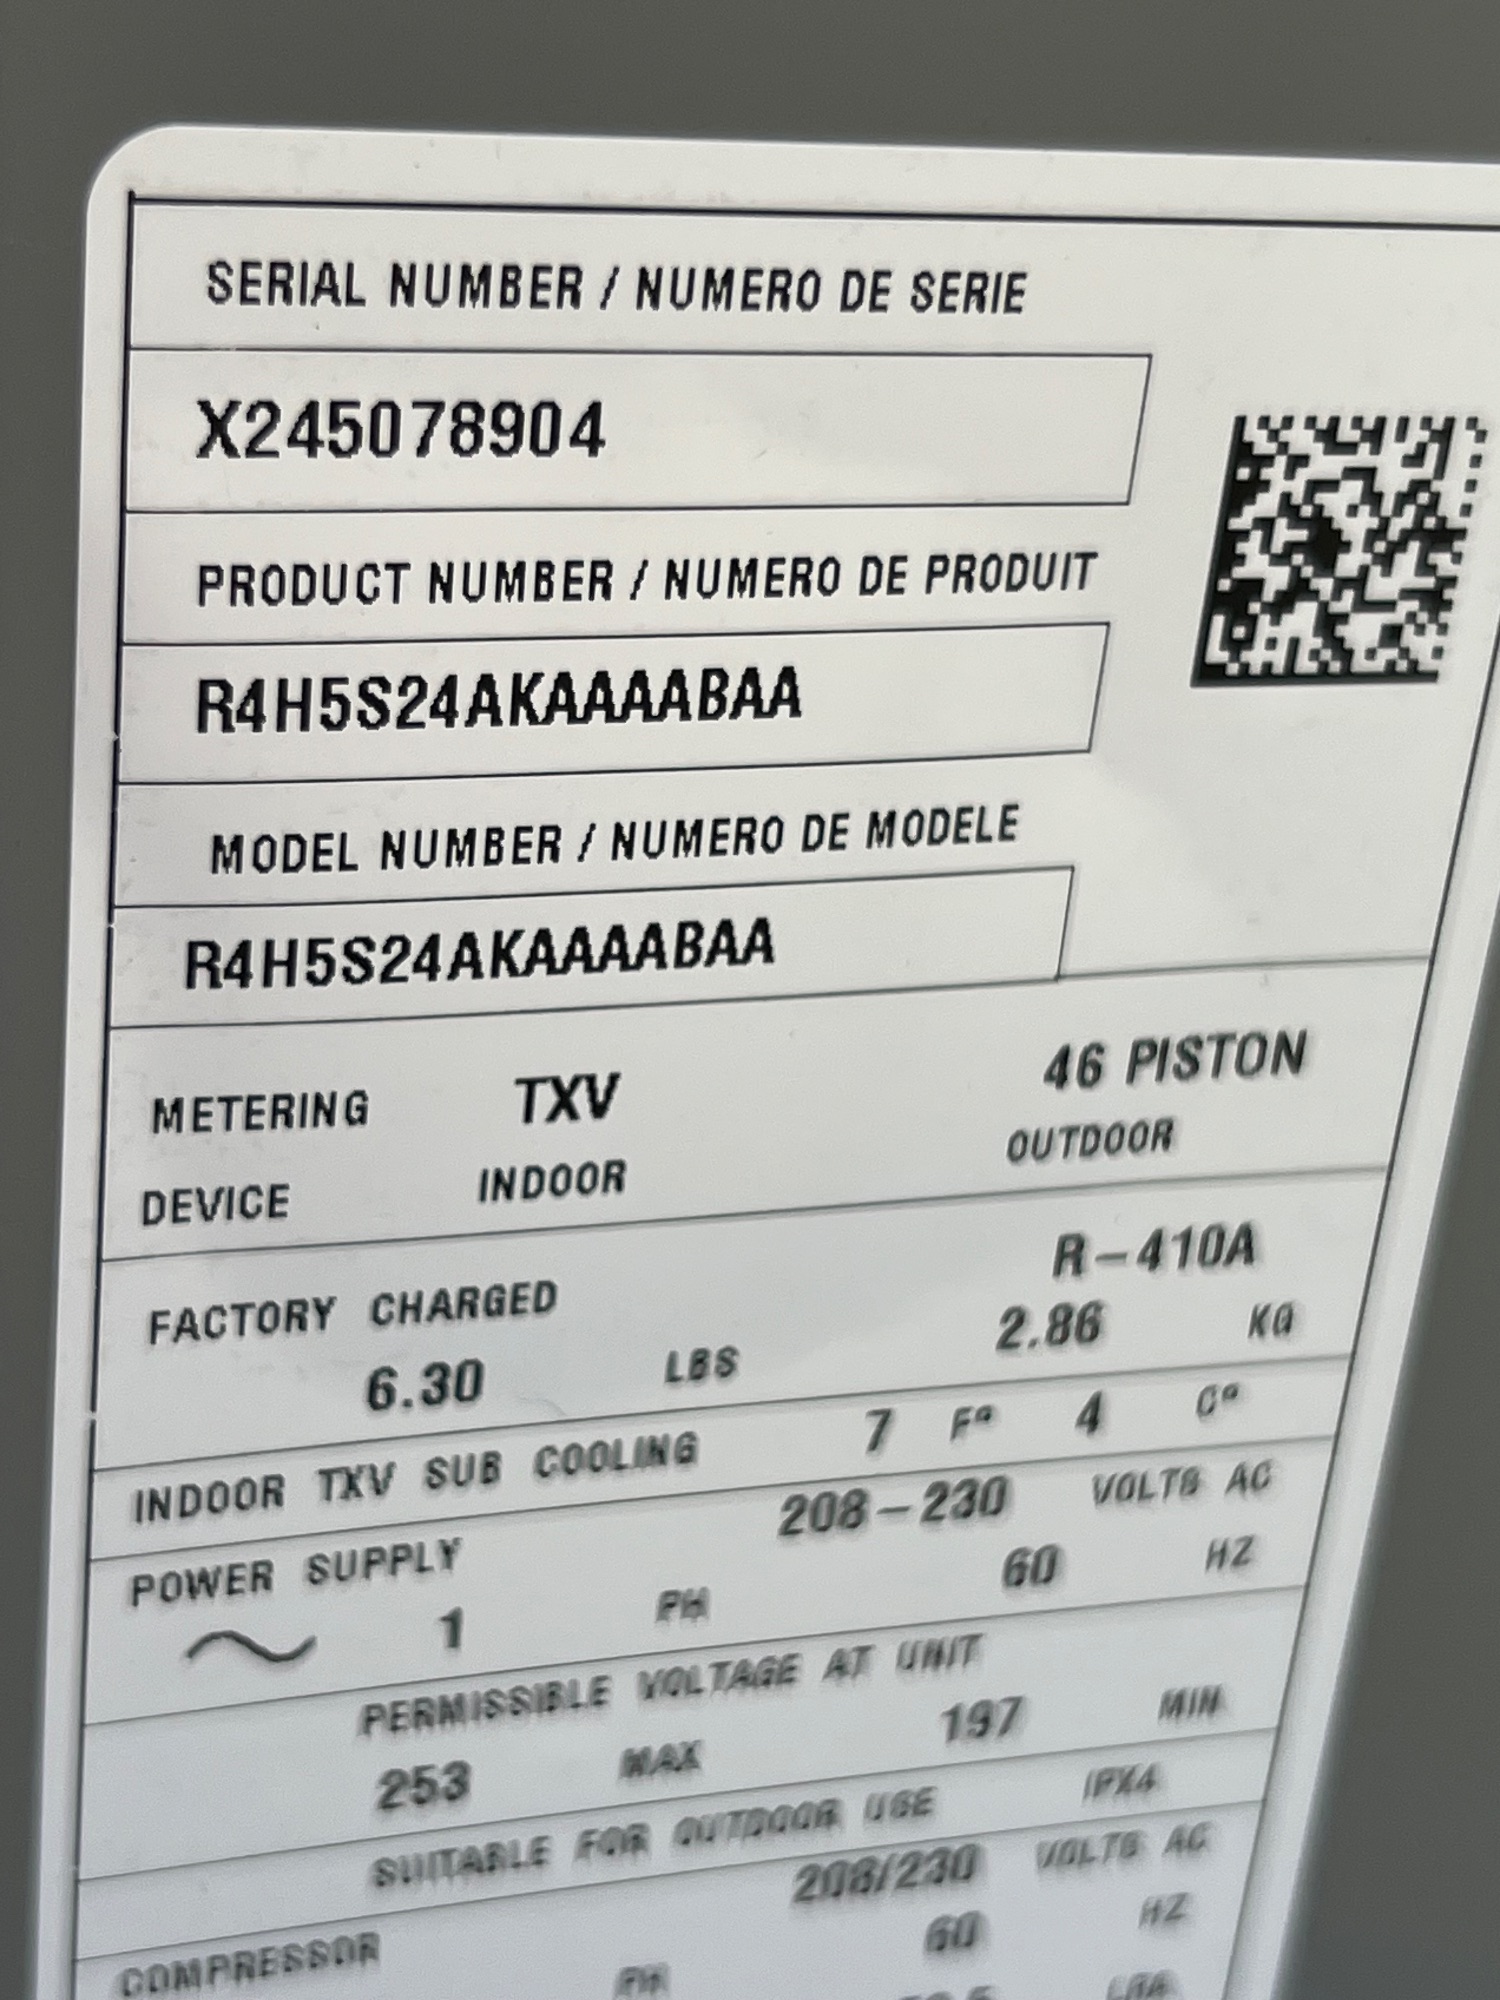 SERIAL NUMBER / NUMERO DE SERIE
X245078904
PRODUCT NUMBER / NUMERO DE PRODUIT
R4H5S24AKAAAABAA
MODEL NUMBER / NUMERO DE MODELE
R4H5S24AKAAAABAA
METERING TXV 46 PISTON
DEVICE INDOOR OUTDOOR
FACTORY CHARGED R-410A
6.30 LBS 2.86 KG
INDOOR TXV SUB COOLING 7 Fº 4 Cº
POWER SUPPLY 208-230 VOLTS AC
1 PH 60 HZ
PERMISSIBLE VOLTAGE AT UNIT
253 MAX 197 MIN
SUITABLE FOR OUTDOOR USE IPX4
COMPRESSOR 208/230 VOLTS AC
PH 60 HZ
LRA